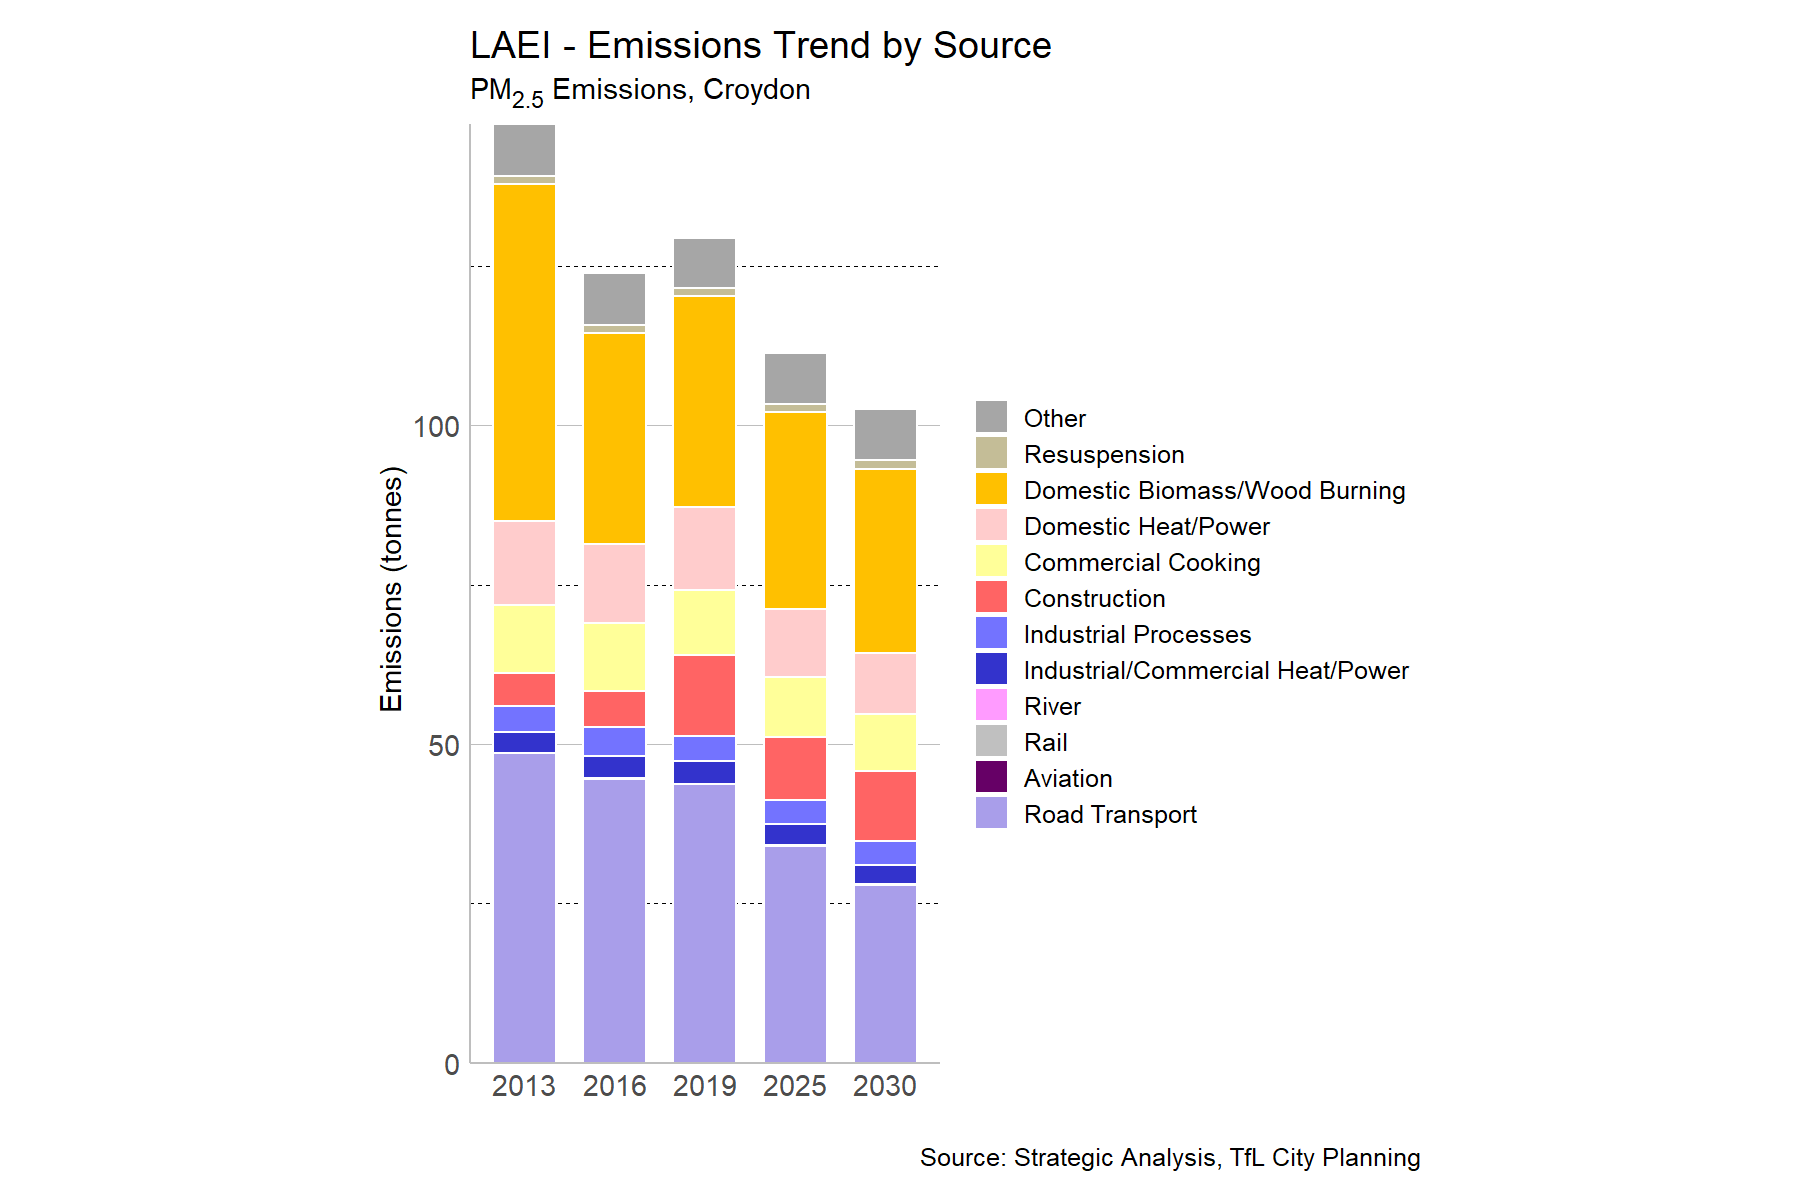 LAEI - Emissions Trend by Source
PM2.5 Emissions, Croydon
Emissions (tonnes)
100
50
0
2013 2016 2019 2025 2030
Other
Resuspension
Domestic Biomass/Wood Burning
Domestic Heat/Power
Commercial Cooking
Construction
Industrial Processes
Industrial/Commercial Heat/Power
River
Rail
Aviation
Road Transport
Source: Strategic Analysis, TfL City Planning